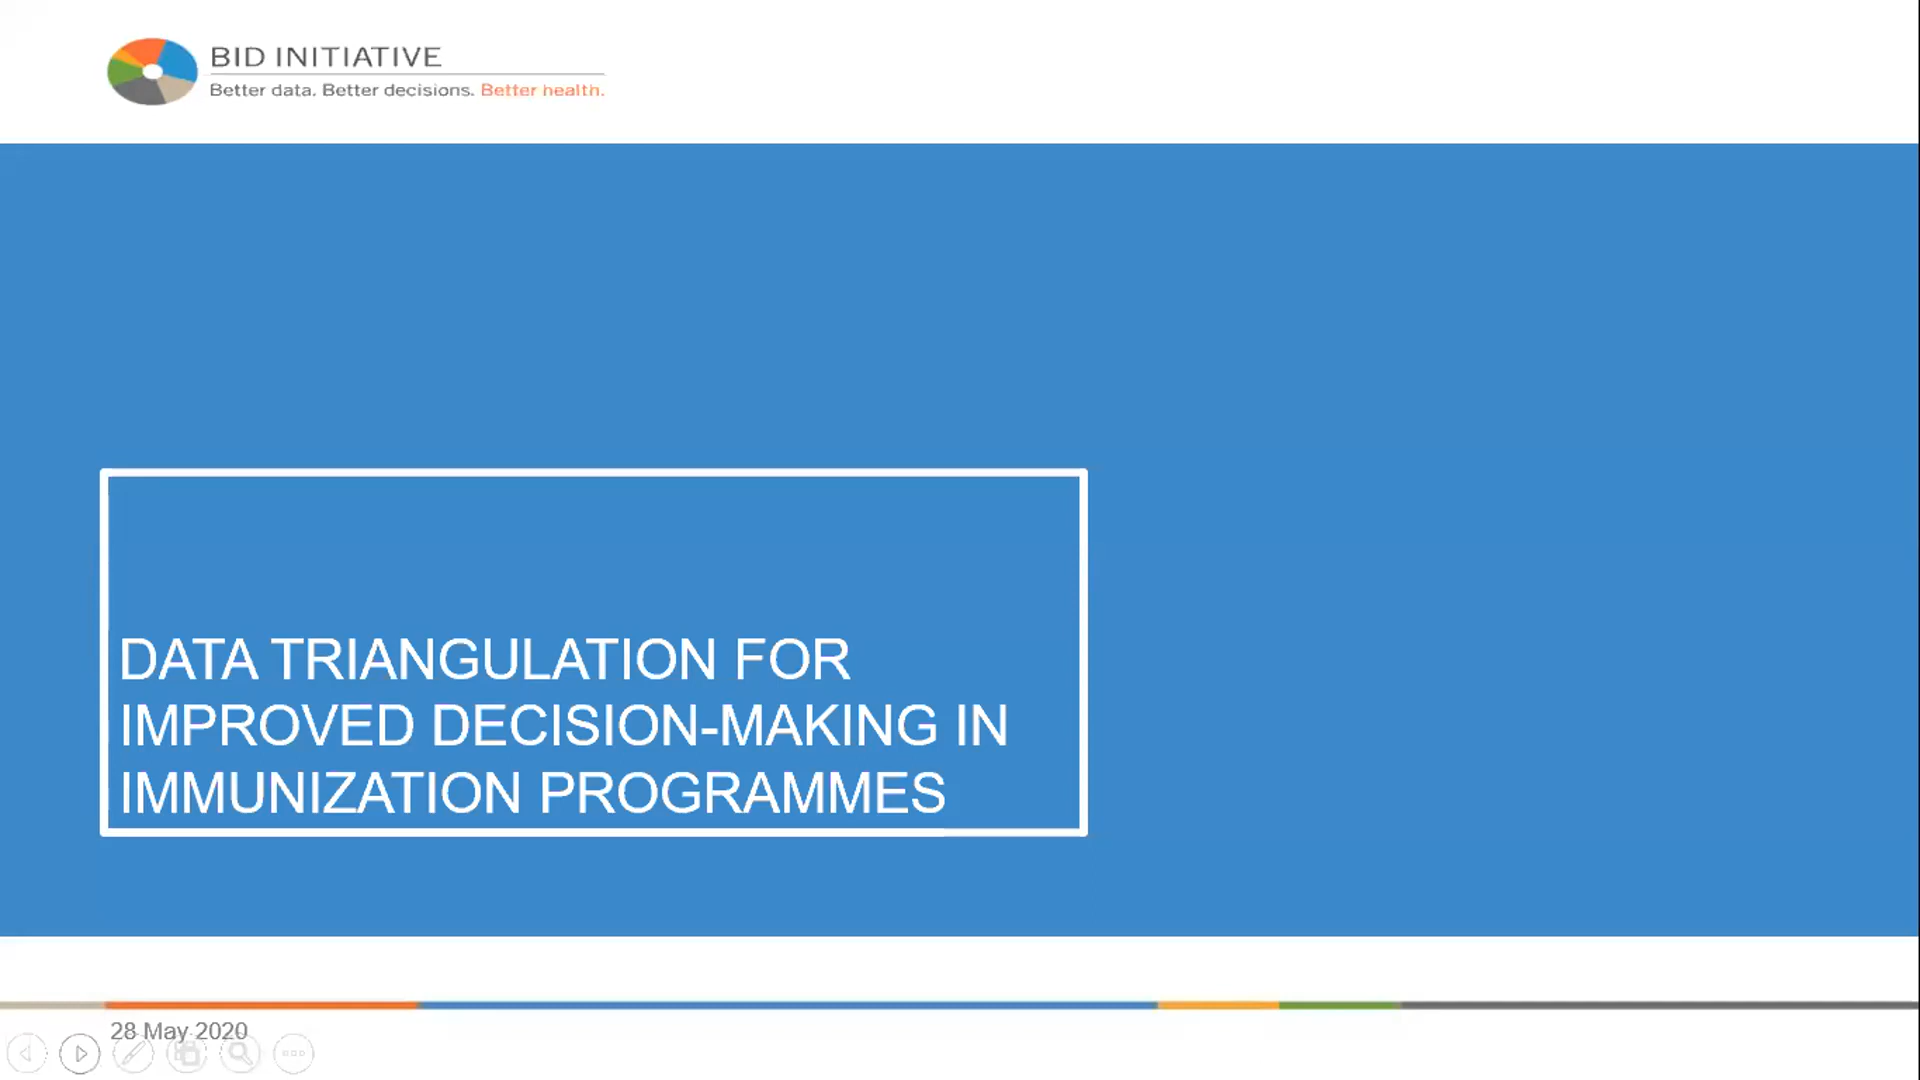 BID INITIATIVE
Better data. Better decisions. Better health.
DATA TRIANGULATION FOR
IMPROVED DECISION-MAKING IN
IMMUNIZATION PROGRAMMES
28 May 2020